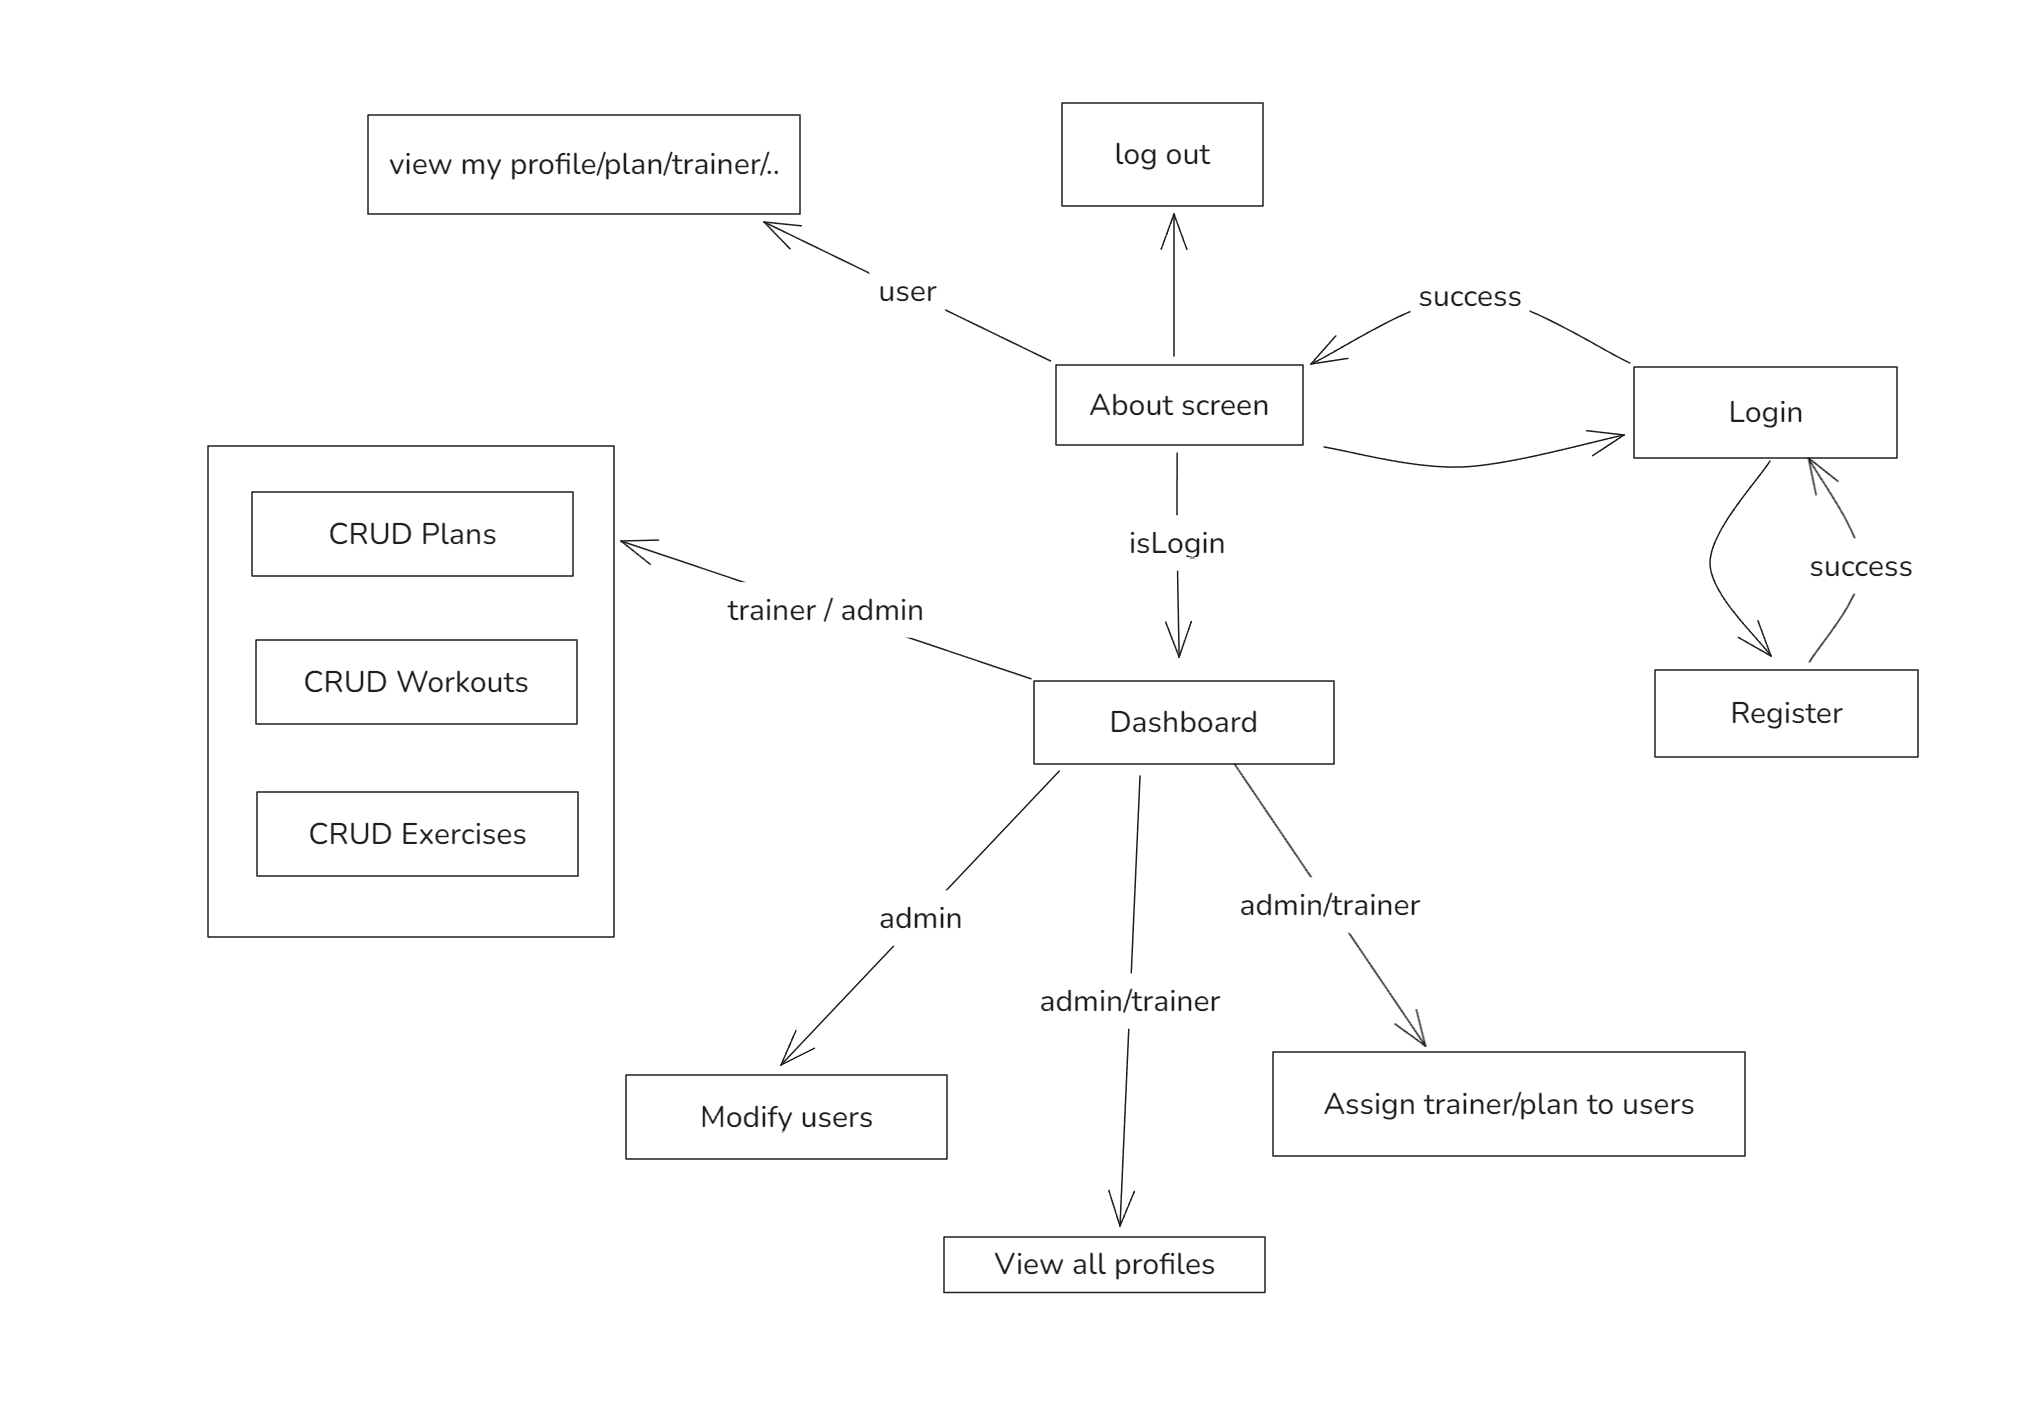 log out
view my profile/plan/trainer/..
user
success
About screen
Login
CRUD Plans
isLogin
success
trainer / admin
CRUD Workouts
Register
Dashboard
CRUD Exercises
admin/trainer
admin
admin/trainer
Assign trainer/plan to users
Modify users
View all profiles